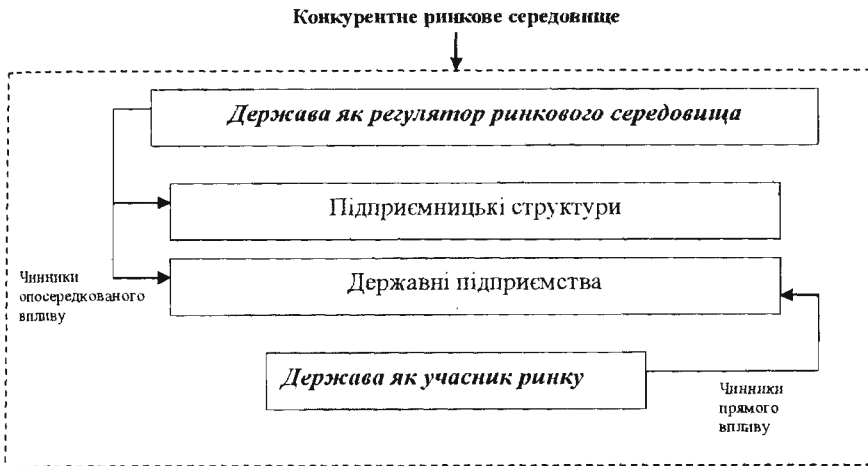 Конкурентне ринкове середовище
Держава як регулятор ринкового середовища
Підприємницькі структури
Державні підприємства
Чинники
опосередкованого
впливу
Держава як учасник ринку
Чинники
прямого
впливу